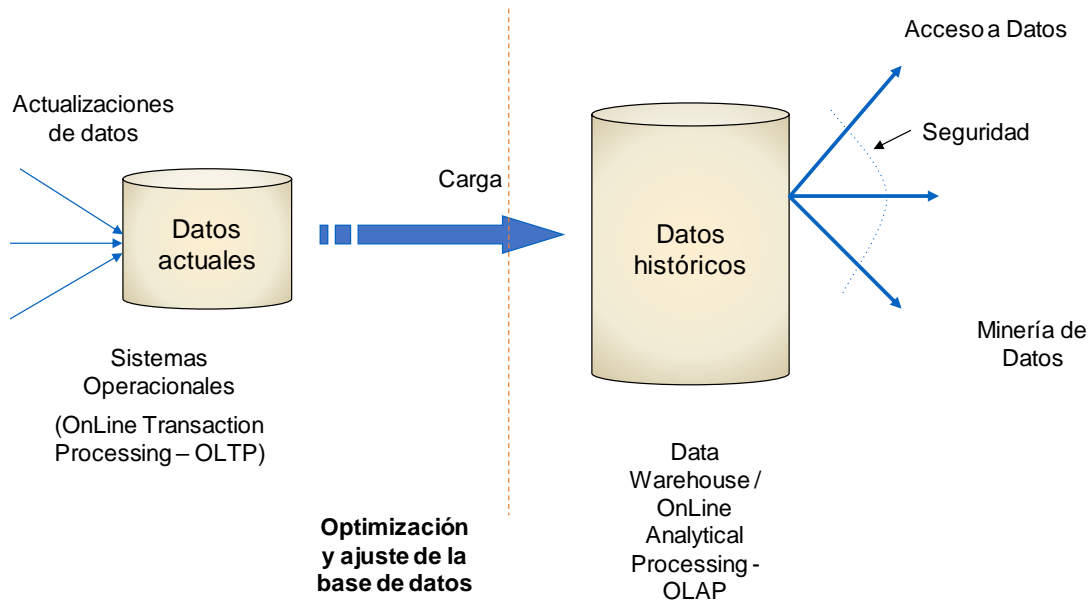 Acceso a Datos
Actualizaciones
de datos
Seguridad
Carga
Datos
actuales
Datos
históricos
Minería de
Datos
Sistemas
Operacionales
(OnLine Transaction
Processing – OLTP)
Data
Warehouse /
OnLine
Analytical
Processing -
OLAP
Optimización
y ajuste de la
base de datos